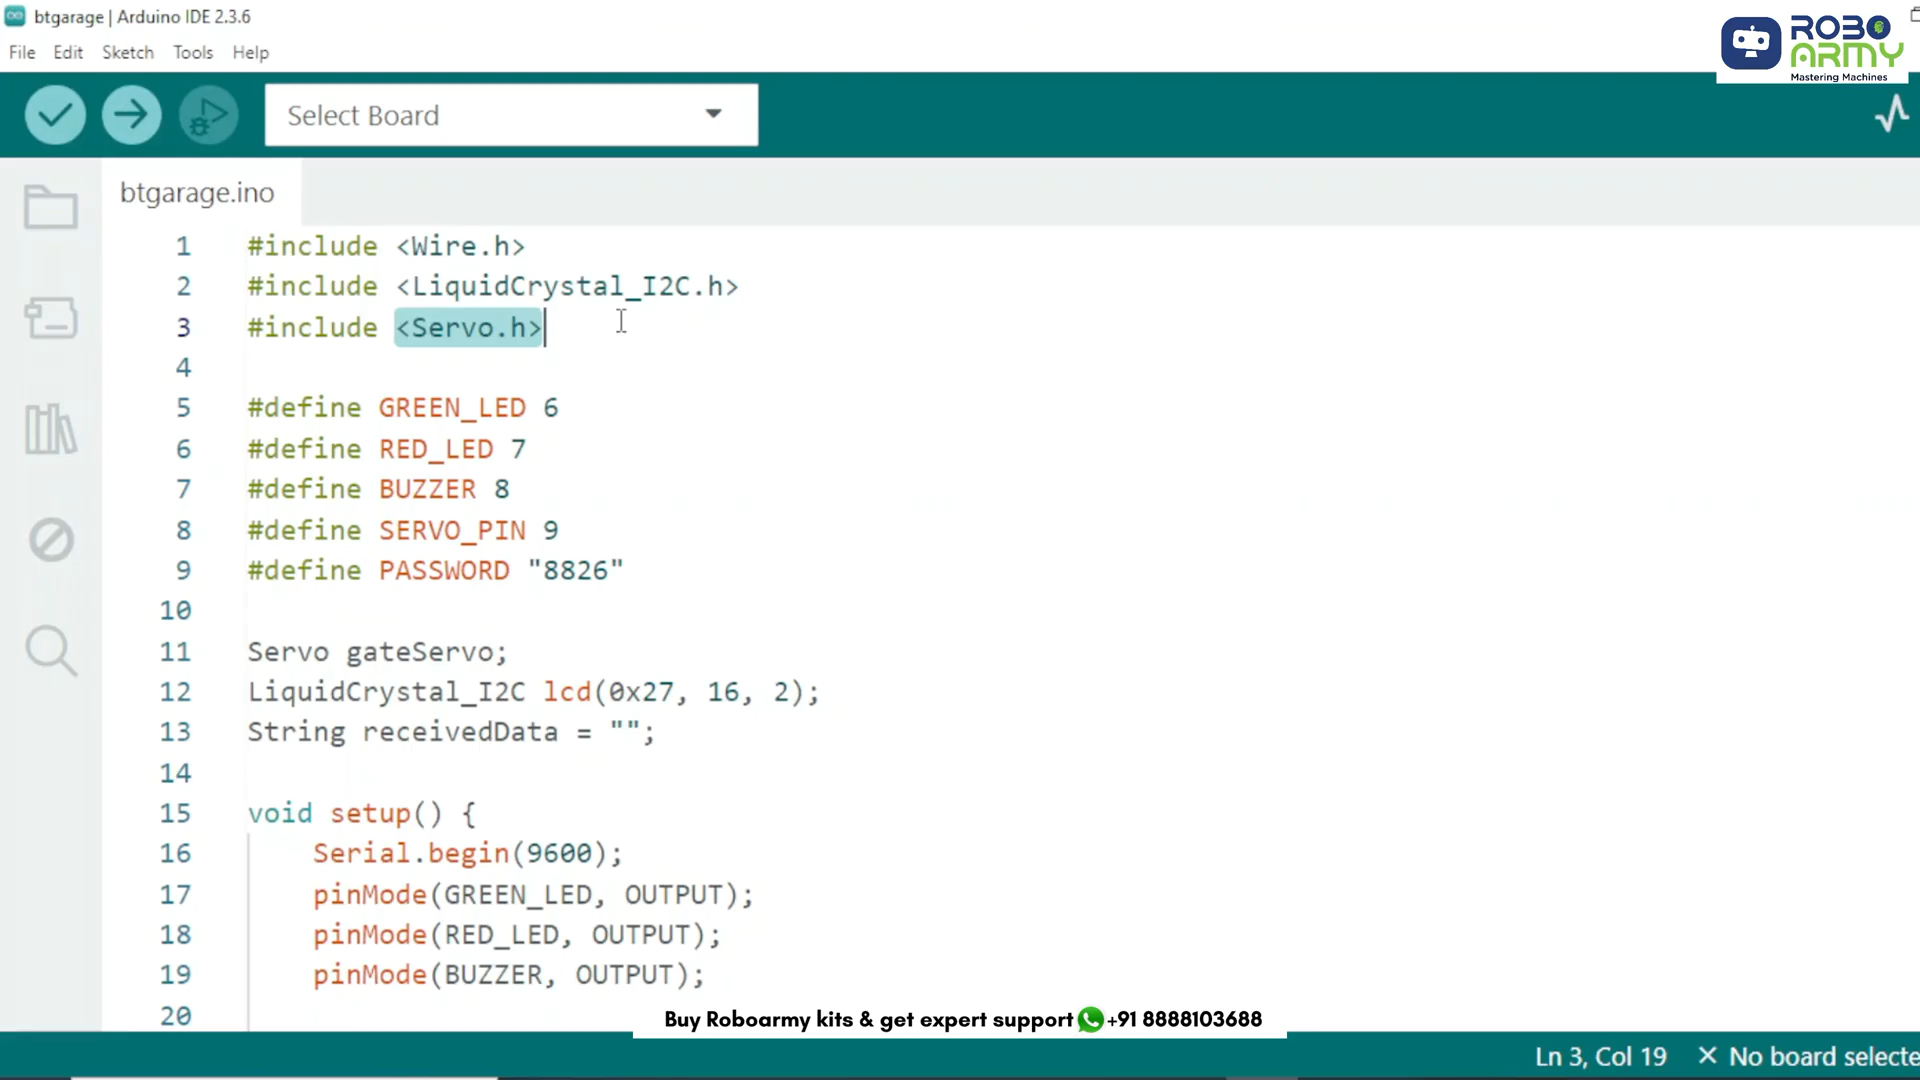 btgarage | Arduino IDE 2.3.6
File Edit Sketch Tools Help
ROBO
ARMY
Mastering Machines
Select Board
btgarage.ino
1 #include <Wire.h>
2 #include <LiquidCrystal_I2C.h>
3 #include <Servo.h>
4
5 #define GREEN_LED 6
6 #define RED_LED 7
7 #define BUZZER 8
8 #define SERVO_PIN 9
9 #define PASSWORD "8826"
10
11 Servo gateServo;
12 LiquidCrystal_I2C lcd(0x27, 16, 2);
13 String receivedData = "";
14
15 void setup() {
16 Serial.begin(9600);
17 pinMode(GREEN_LED, OUTPUT);
18 pinMode(RED_LED, OUTPUT);
19 pinMode(BUZZER, OUTPUT);
20
Buy Roboarmy kits & get expert support +91 8888103688
Ln 3, Col 19 × No board selecte